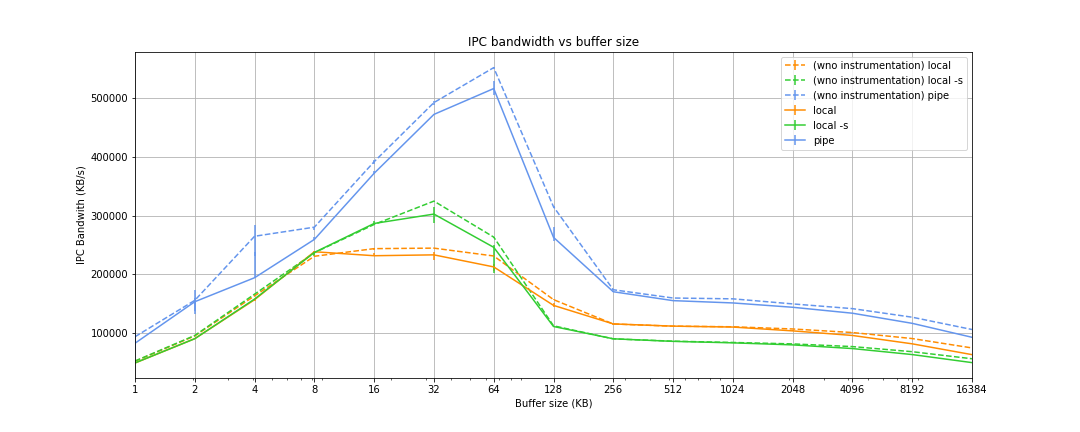 IPC bandwidth vs buffer size
(wno instrumentation) local
(wno instrumentation) local -s
(wno instrumentation) pipe
local
local -s
pipe
IPC Bandwith (KB/s)
500000
400000
300000
200000
100000
1 2 4 8 16 32 64 128 256 512 1024 2048 4096 8192 16384
Buffer size (KB)